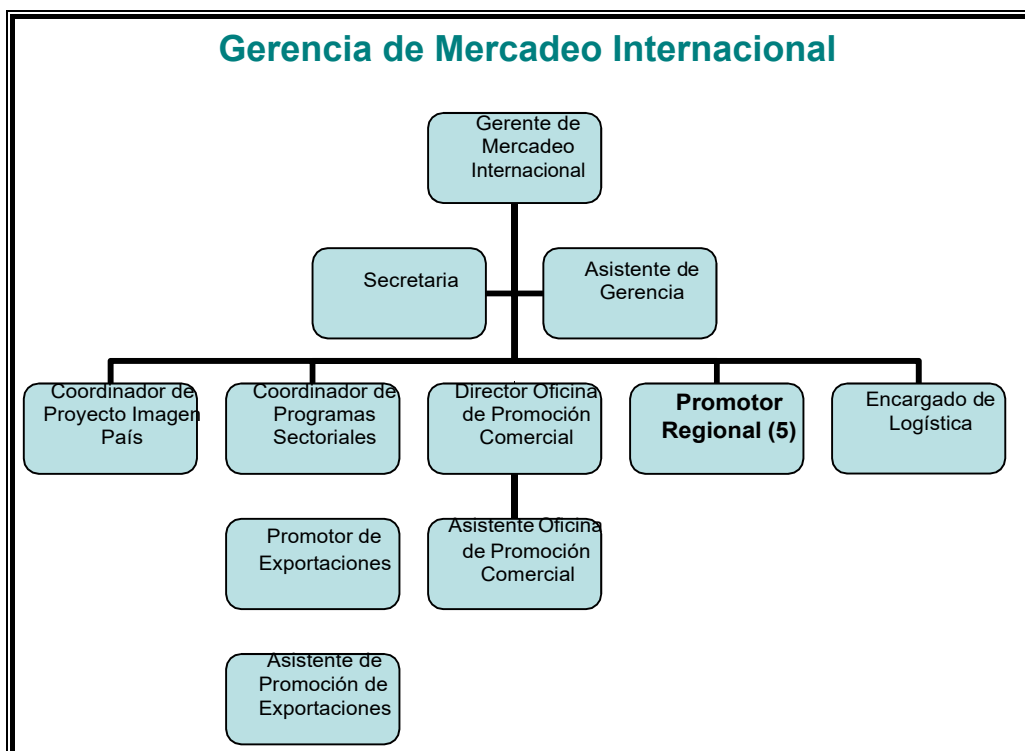 Gerencia de Mercadeo Internacional
Gerente de
Mercadeo
Internacional
Secretaria
Asistente de
Gerencia
Coordinador de
Proyecto Imagen
País
Coordinador de
Programas
Sectoriales
Director Oficina
de Promoción
Comercial
Promotor
Regional (5)
Encargado de
Logística
Promotor de
Exportaciones
Asistente Oficina
de Promoción
Comercial
Asistente de
Promoción de
Exportaciones